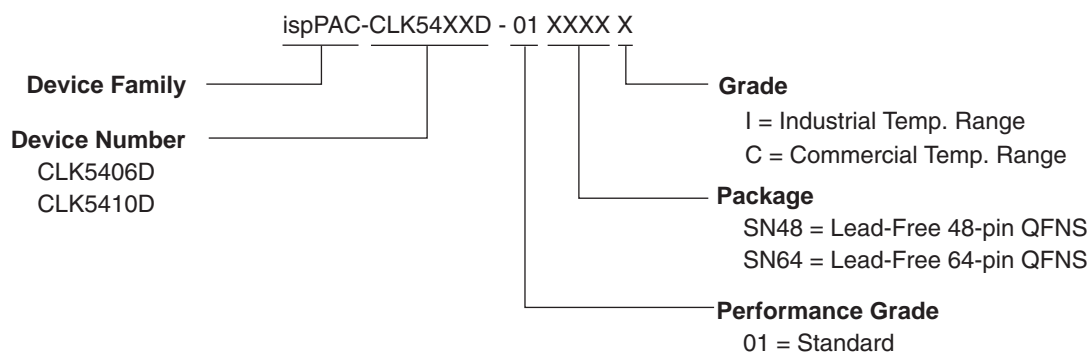 ispPAC-CLK54XXD - 01 XXXX X
Device Family
Device Number
CLK5406D
CLK5410D
Grade
I = Industrial Temp. Range
C = Commercial Temp. Range
Package
SN48 = Lead-Free 48-pin QFNS
SN64 = Lead-Free 64-pin QFNS
Performance Grade
01 = Standard